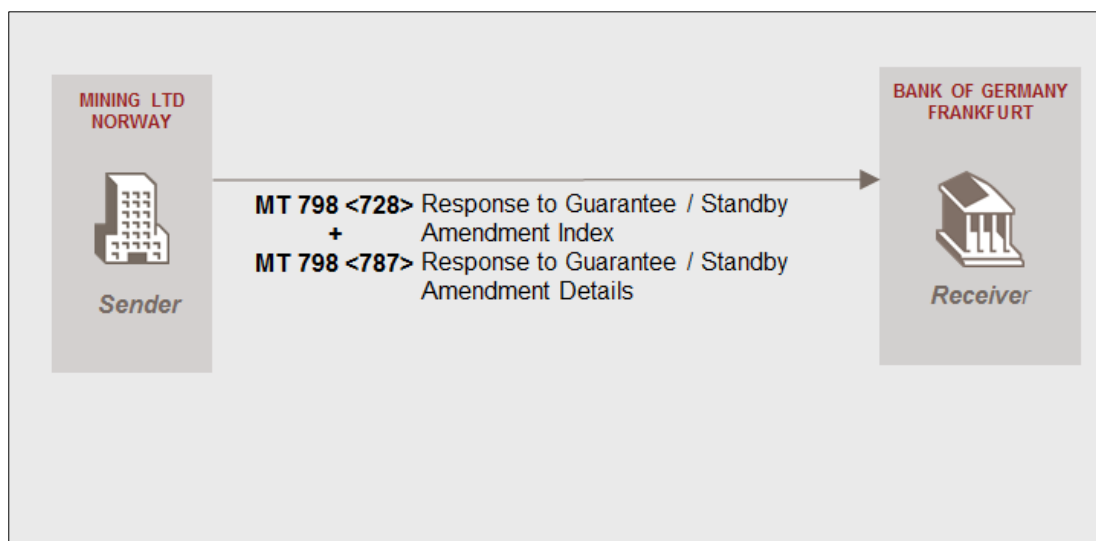 MINING LTD
NORWAY
Sender
MT 798 <728> Response to Guarantee / Standby
+ Amendment Index
MT 798 <787> Response to Guarantee / Standby
Amendment Details
BANK OF GERMANY
FRANKFURT
Receiver